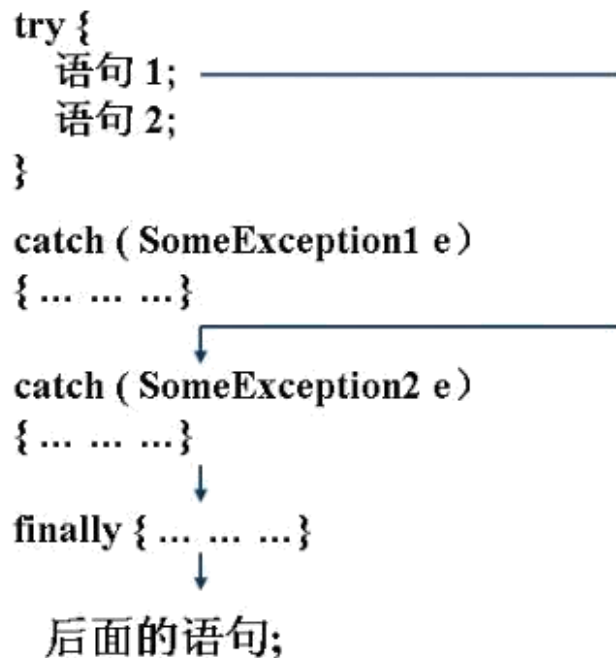 try {
语句 1;
语句 2;
}
catch ( SomeException1 e）
{ ... ... ...}
catch ( SomeException2 e）
{ ... ... ...}
finally { ... ... ...}
后面的语句;